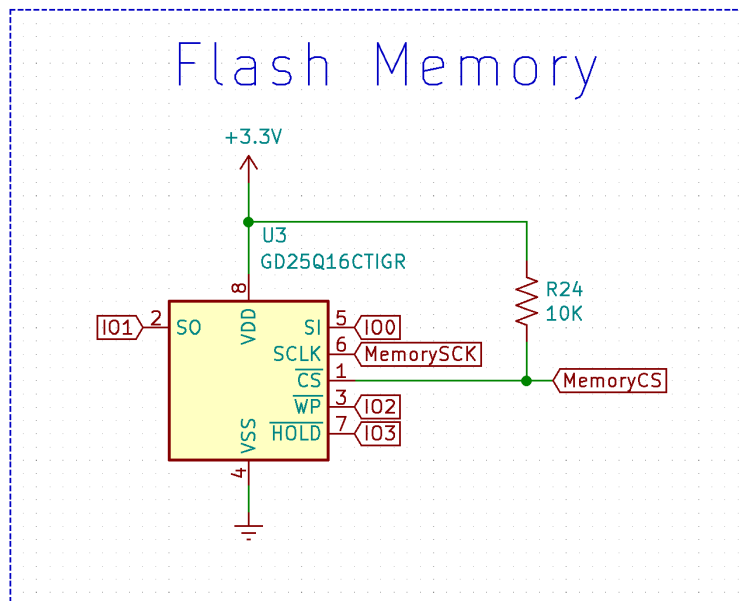 Flash Memory
+3.3V
U3
GD25Q16CTIGR
8
R24
10K
IO1 2 SO VDD SI 5 IO0
SCLK 6 MemorySCK
CS 1 MemoryCS
WP 3 IO2
VSS HOLD 7 IO3
4